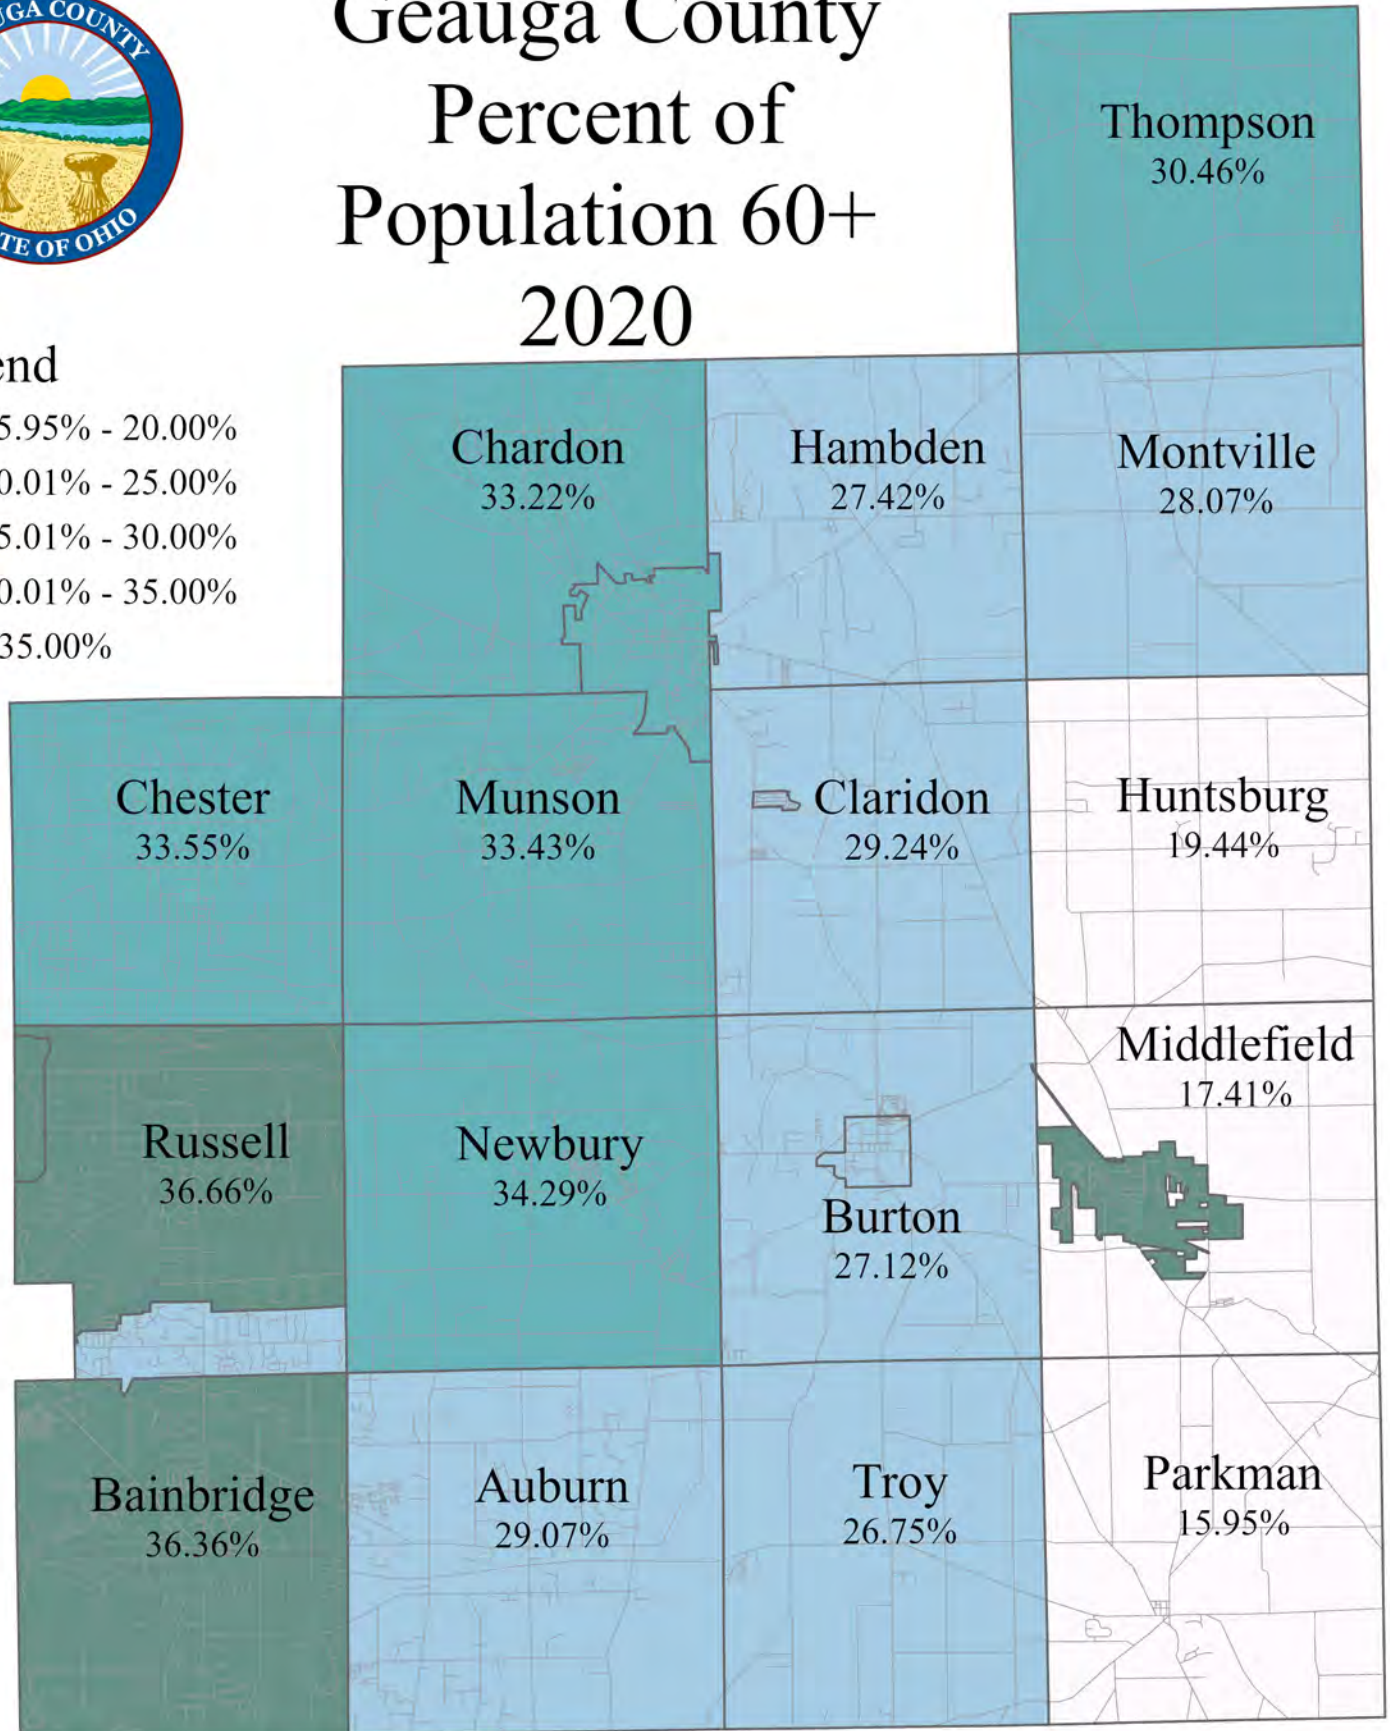 UGA COUNTY
TE OF OHIO
Geauga County
Percent of
Population 60+
2020
end
5.95% - 20.00%
0.01% - 25.00%
5.01% - 30.00%
0.01% - 35.00%
35.00%
Thompson
30.46%
Chardon
33.22%
Hambden
27.42%
Montville
28.07%
Chester
33.55%
Munson
33.43%
Claridon
29.24%
Huntsburg
19.44%
Middlefield
17.41%
Russell
36.66%
Newbury
34.29%
Burton
27.12%
Bainbridge
36.36%
Auburn
29.07%
Troy
26.75%
Parkman
15.95%